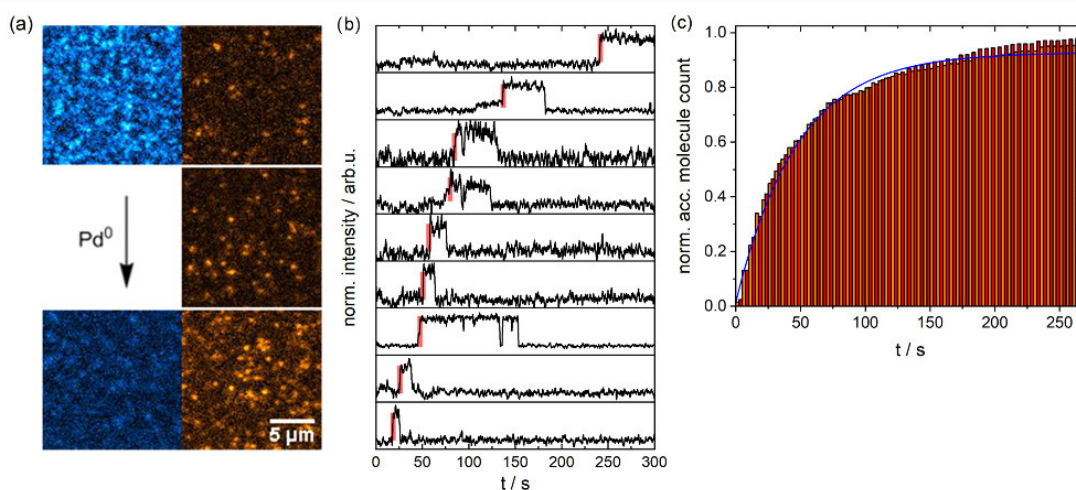 (a)
Pd⁰
5 µm
(b)
norm. intensity / arb.u.
0 50 100 150 200 250 300
t / s
(c)
norm. acc. molecule count
1.0
0.8
0.6
0.4
0.2
0.0
0 50 100 150 200 250
t / s